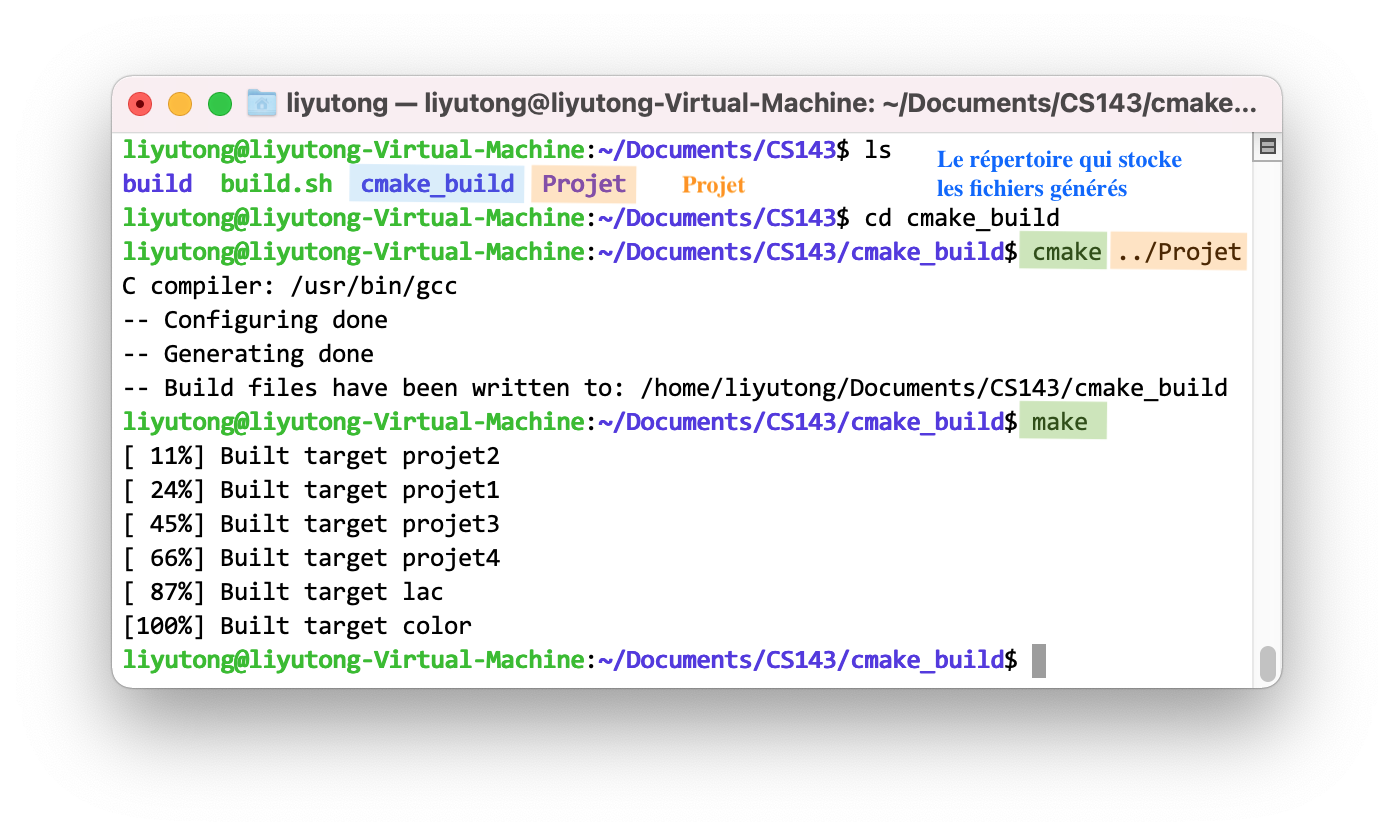 liyutong — liyutong@liyutong-Virtual-Machine: ~/Documents/CS143/cmake...
liyutong@liyutong-Virtual-Machine:~/Documents/CS143$ ls
Le répertoire qui stocke
les fichiers générés
build build.sh cmake_build Projet Projet
liyutong@liyutong-Virtual-Machine:~/Documents/CS143$ cd cmake_build
liyutong@liyutong-Virtual-Machine:~/Documents/CS143/cmake_build$ cmake ../Projet
C compiler: /usr/bin/gcc
-- Configuring done
-- Generating done
-- Build files have been written to: /home/liyutong/Documents/CS143/cmake_build
liyutong@liyutong-Virtual-Machine:~/Documents/CS143/cmake_build$ make
[ 11%] Built target projet2
[ 24%] Built target projet1
[ 45%] Built target projet3
[ 66%] Built target projet4
[ 87%] Built target lac
[100%] Built target color
liyutong@liyutong-Virtual-Machine:~/Documents/CS143/cmake_build$